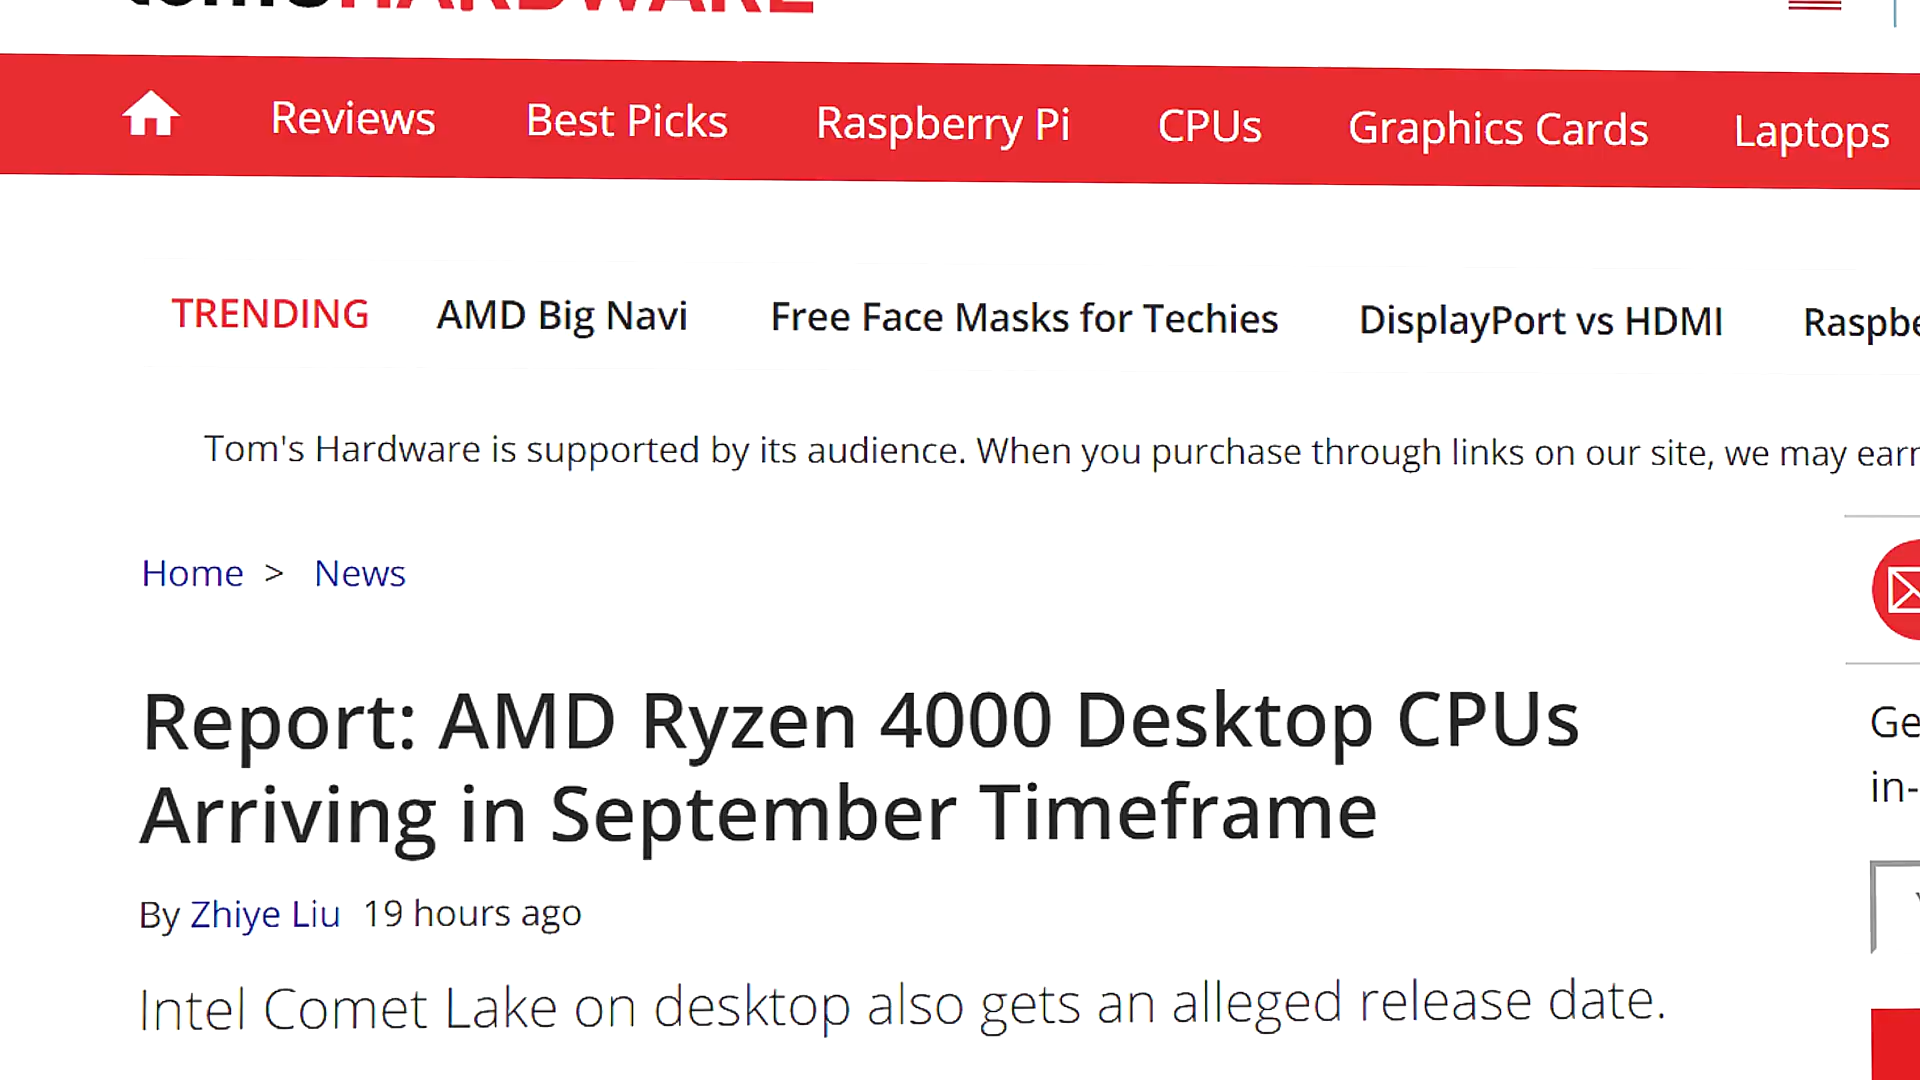 tom's HARDWARE
Reviews Best Picks Raspberry Pi CPUs Graphics Cards Laptops
TRENDING AMD Big Navi Free Face Masks for Techies DisplayPort vs HDMI Raspbe
Tom's Hardware is supported by its audience. When you purchase through links on our site, we may earn
Home > News
Report: AMD Ryzen 4000 Desktop CPUs
Arriving in September Timeframe
By Zhiye Liu 19 hours ago
Intel Comet Lake on desktop also gets an alleged release date.
Ge
in-